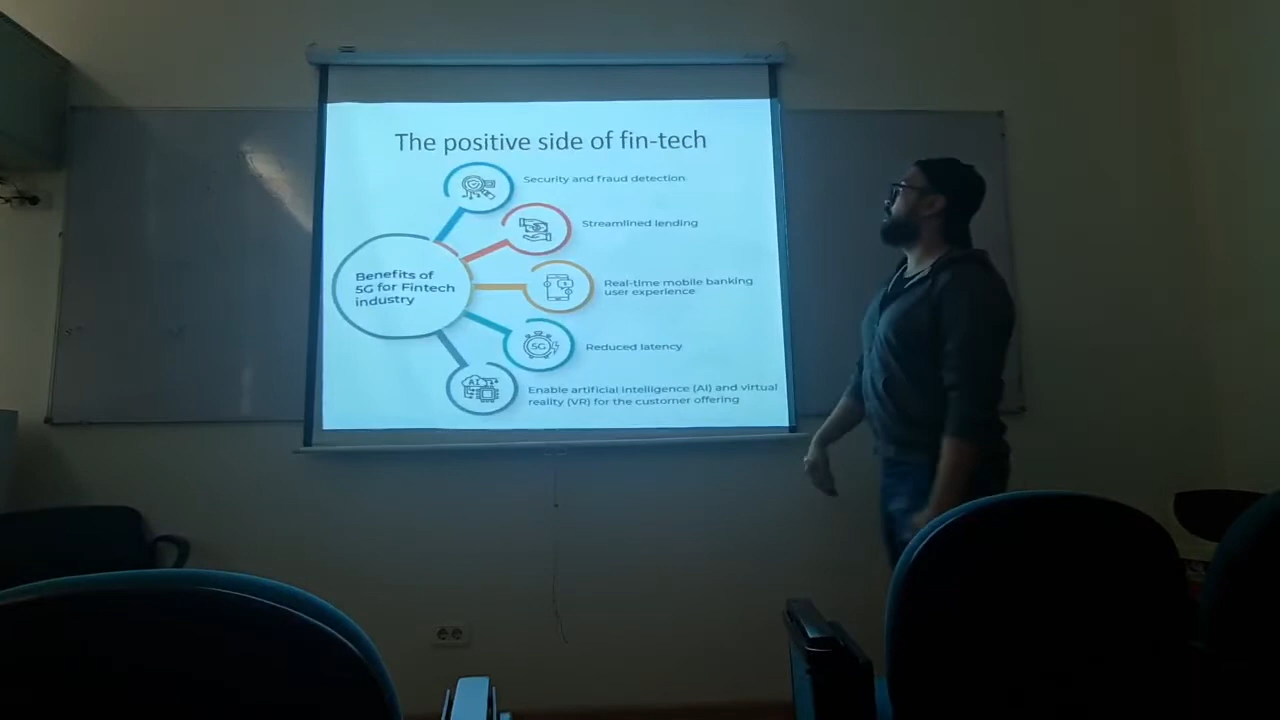 The positive side of fin-tech
Security and fraud detection
Streamlined lending
Benefits of
5G for Fintech
industry
Real-time mobile banking
user experience
5G
Reduced latency
AI
Enable artificial intelligence (AI) and virtual
reality (VR) for the customer offering